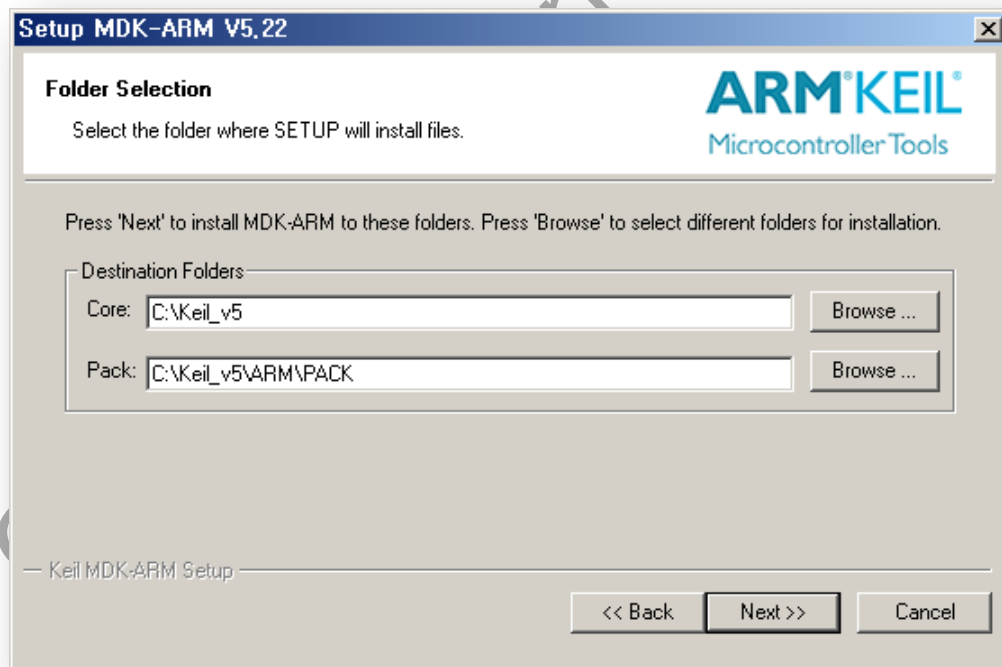 Setup MDK-ARM V5.22
Folder Selection
Select the folder where SETUP will install files.
ARM®KEIL®
Microcontroller Tools
Press 'Next' to install MDK-ARM to these folders. Press 'Browse' to select different folders for installation.
Destination Folders
Core: C:\Keil_v5 Browse ...
Pack: C:\Keil_v5\ARM\PACK Browse ...
Keil MDK-ARM Setup
<< Back Next >> Cancel